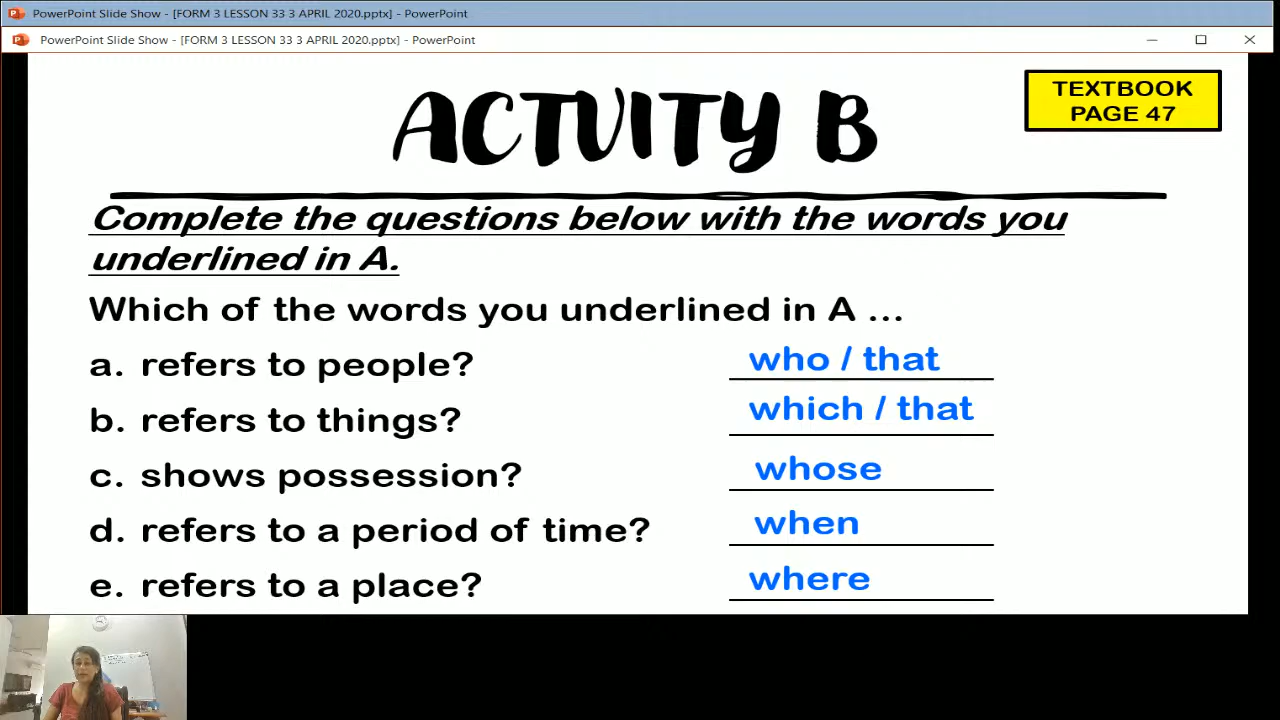 PowerPoint Slide Show - [FORM 3 LESSON 33 3 APRIL 2020.pptx] - PowerPoint
PowerPoint Slide Show - [FORM 3 LESSON 33 3 APRIL 2020.pptx] - PowerPoint
TEXTBOOK
PAGE 47
ACTVITY B
Complete the questions below with the words you
underlined in A.
Which of the words you underlined in A ...
a. refers to people? who / that
b. refers to things? which / that
c. shows possession? whose
d. refers to a period of time? when
e. refers to a place? where